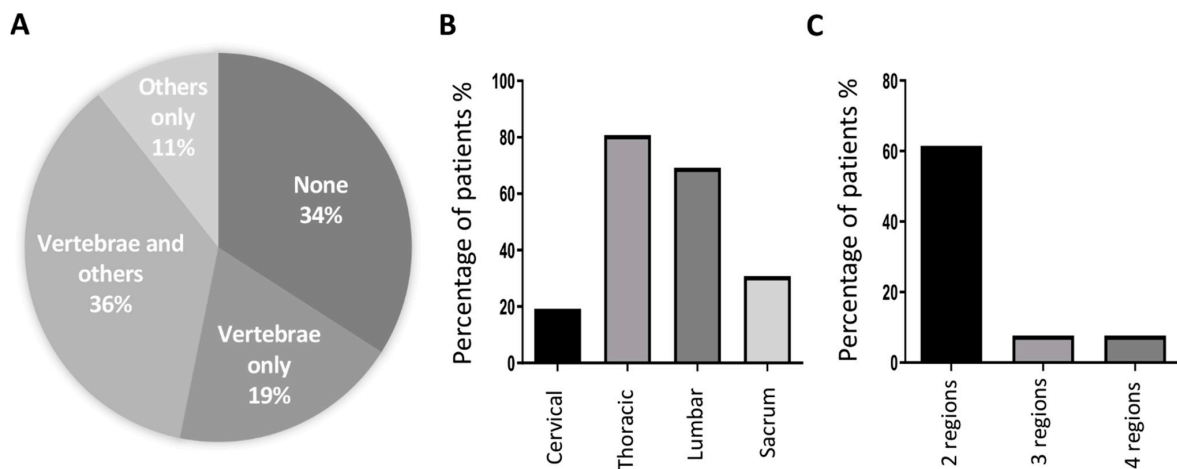 A
Others
only
11%
None
34%
Vertebrae and
others
36%
Vertebrae
only
19%
B
Percentage of patients %
100
80
60
40
20
0
Cervical
Thoracic
Lumbar
Sacrum
C
Percentage of patients %
80
60
40
20
0
2 regions
3 regions
4 regions